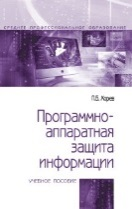 СРЕДНЕЕ ПРОФЕССИОНАЛЬНОЕ ОБРАЗОВАНИЕ
П.Б. Хорев
Программно-
аппаратная
защита
информации
УЧЕБНОЕ ПОСОБИЕ